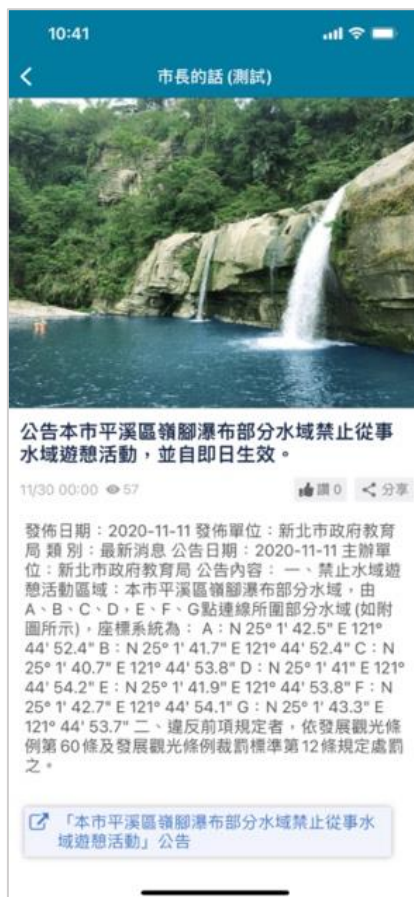 10:41
市長的話 (測試)
公告本市平溪區嶺腳瀑布部分水域禁止從事
水域遊憩活動，並自即日生效。
11/30 00:00 57
讚 0 分享
發佈日期：2020-11-11 發佈單位：新北市政府教育
局 類 別：最新消息 公告日期：2020-11-11 主辦單
位：新北市政府教育局 公告內容： 一、禁止水域遊
憩活動區域：本市平溪區嶺腳瀑布部分水域，由
A、B、C、D，E、F、G點連線所圍部分水域 (如附
圖所示)，座標系統為： A：N 25° 1' 42.5" E 121°
44' 52.4" B：N 25° 1' 41.7" E 121° 44' 52.4" C：N
25° 1' 40.7" E 121° 44' 53.8" D：N 25° 1' 41" E 121°
44' 54.2" E：N 25° 1' 41.9" E 121° 44' 53.8" F：N
25° 1' 42.7" E 121° 44' 54.1" G：N 25° 1' 43.3" E
121° 44' 53.7" 二、違反前項規定者，依發展觀光條
例第 60 條及發展觀光條例裁罰標準第 12 條規定處罰
之。
「本市平溪區嶺腳瀑布部分水域禁止從事水
域遊憩活動」公告